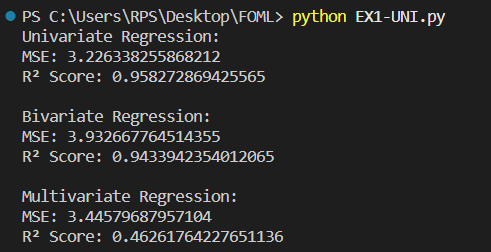 PS C:\Users\RPS\Desktop\FOML> python EX1-UNI.py
Univariate Regression:
MSE: 3.226338255868212
R² Score: 0.958272869425565
Bivariate Regression:
MSE: 3.932667764514355
R² Score: 0.9433942354012065
Multivariate Regression:
MSE: 3.44579687957104
R² Score: 0.46261764227651136